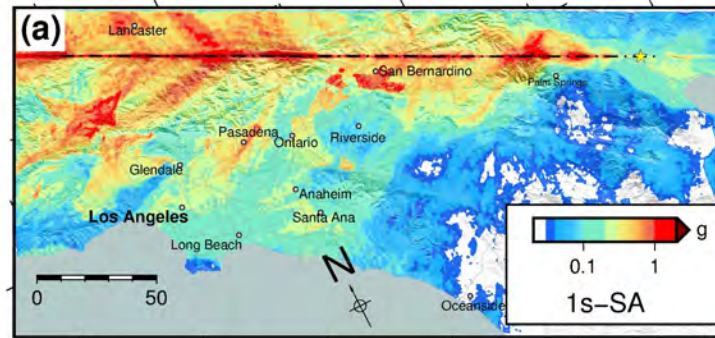 (a)
Lancaster
San Bernardino
Palm Springs
Pasadena
Ontario
Riverside
Glendale
Anaheim
Los Angeles
Santa Ana
Long Beach
N
0 50
Oceanside
g
0.1 1
1s-SA